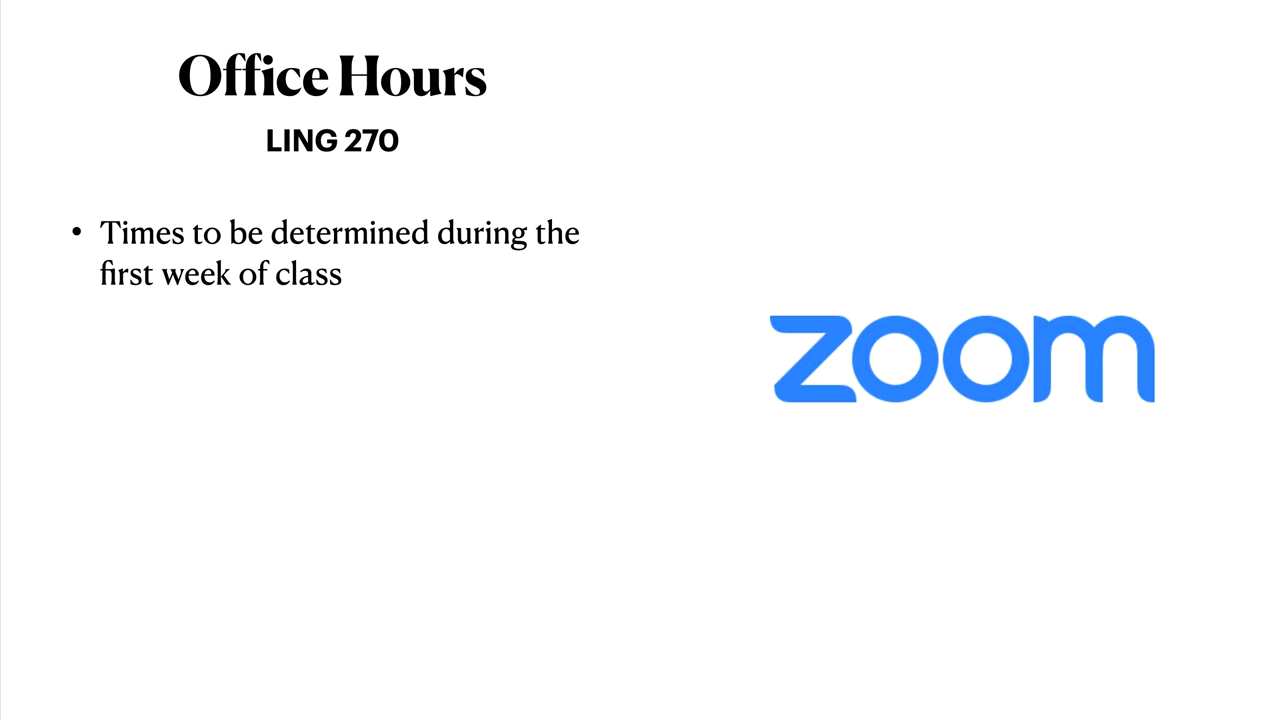 Office Hours
LING 270
• Times to be determined during the
first week of class
zoom